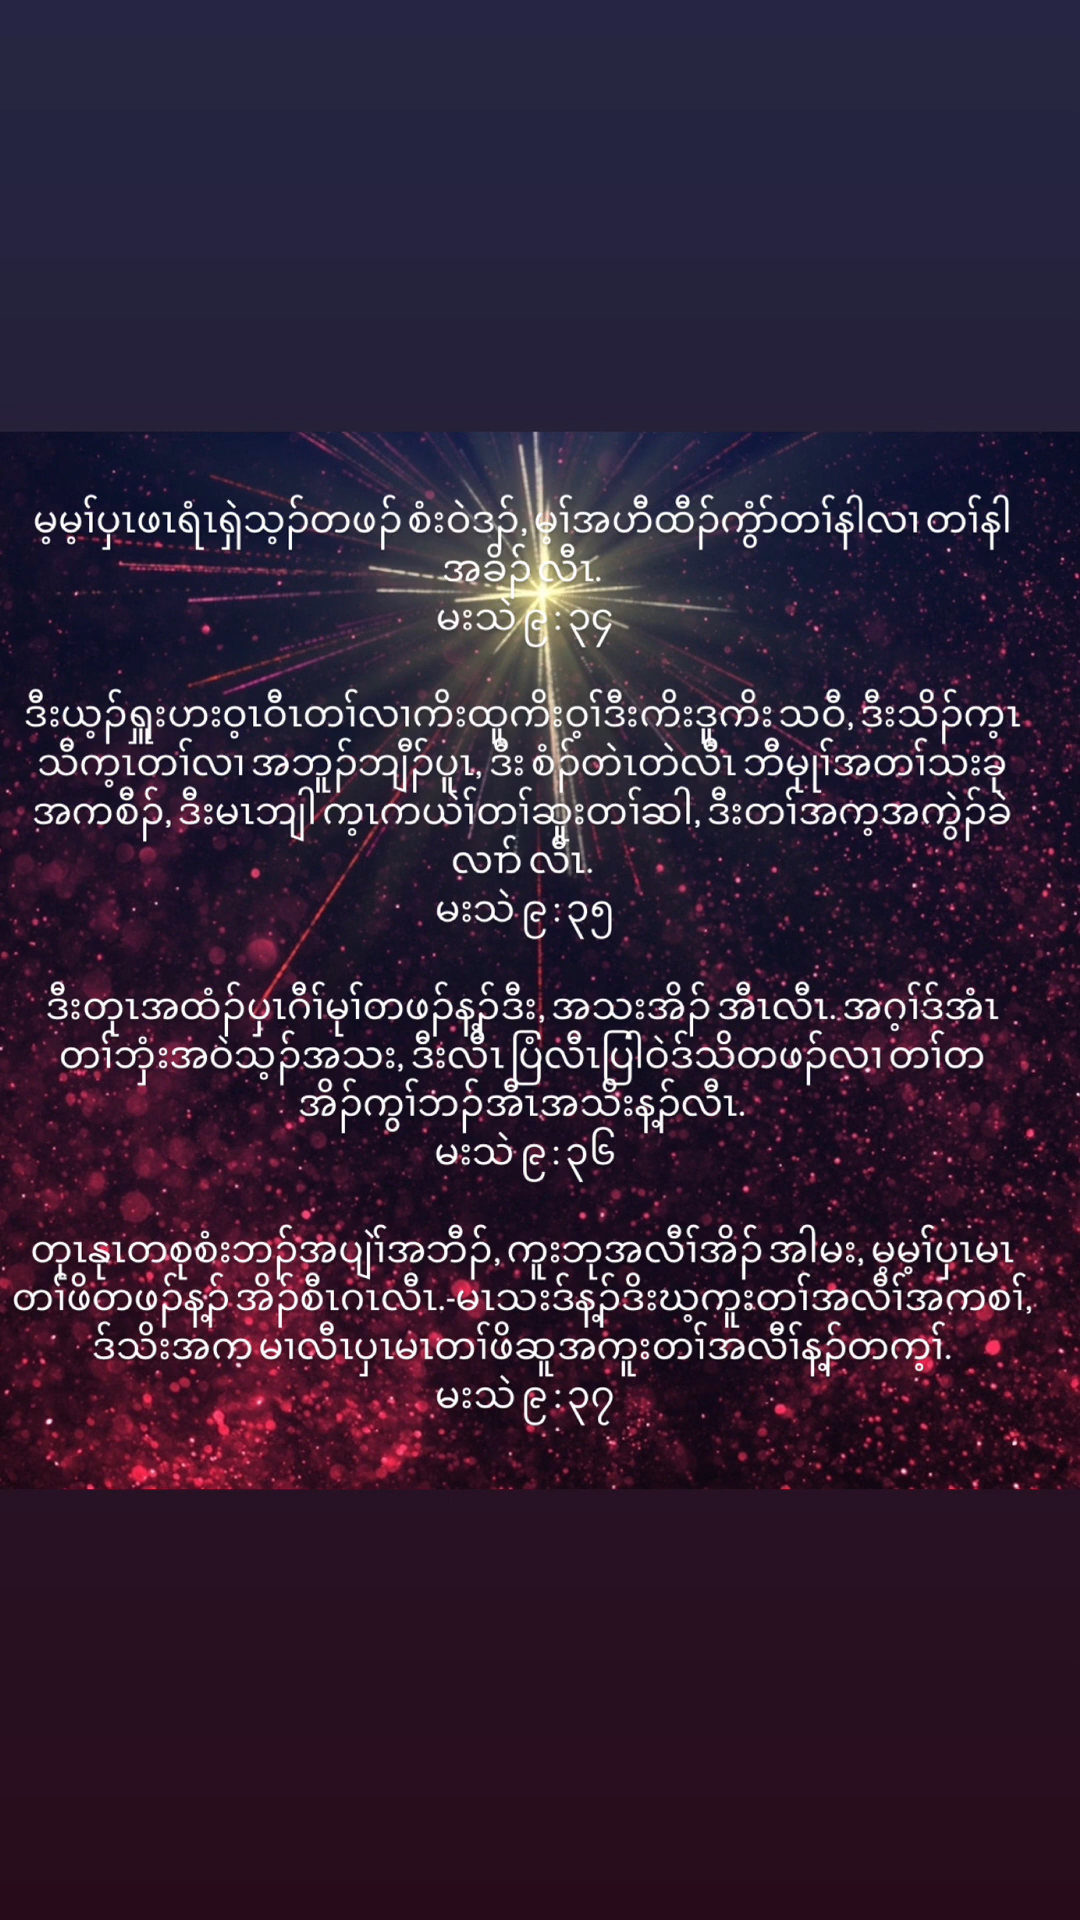 မ့မ့ၢ်ပှၤဖၤရံၤရှဲသ့ၣ်တဖၣ် စံးဝဲဒၣ်, မ့ၢ်အဟီထီၣ်ကွံာ်တၢ်နါလၢ တၢ်နါ
အခိၣ် လီၤ.
မးသဲ ၉ : ၃၄
ဒီးယ့ၣ်ရှူးဟးဝ့ၤဝီၤတၢ်လၢကိးထူကိးဝ့ၢ်ဒီးကိးဒူကိး သဝီ, ဒီးသိၣ်က့ၤ
သီက့ၤတၢ်လၢ အဘူၣ်ဘျီၣ်ပူၤ, ဒီး စံၣ်တဲၤတဲလီၤ ဘီမုၢ်အတၢ်သးခု
အကစီၣ်, ဒီးမၤဘျါ က့ၤကယဲၢ်တၢ်ဆူးတၢ်ဆါ, ဒီးတၢ်အက့အကွဲၣ်ခဲ
လၢာ် လီၤ.
မးသဲ ၉ : ၃၅
ဒီးတုၤအထံၣ်ပှၤဂီၢ်မုၢ်တဖၣ်န့ၣ်ဒီး, အသးအိၣ် အီၤလီၤ. အဂ့ၢ်ဒ်အံၤ
တၢ်ဘှံးအဝဲသ့ၣ်အသး, ဒီးလီၤ ပြံလီၤပြါဝဲဒ်သိတဖၣ်လၢ တၢ်တ
အိၣ်ကွၢ်ဘၣ်အီၤအသိးန့ၣ်လီၤ.
မးသဲ ၉ : ၃၆
တုၤနုၤတစုစံးဘၣ်အပျဲၢ်အဘီၣ်, ကူးဘုအလီၢ်အိၣ် အါမး, မ့မ့ၢ်ပှၤမၤ
တၢ်ဖိတဖၣ်န့ၣ် အိၣ်စီၤဂၤလီၤ.-မၤသးဒ်န့ၣ်ဒိးဃ့ကူးတၢ်အလီၢ်အကစၢ်,
ဒ်သိးအက မၢလီၤပှၤမၤတၢ်ဖိဆူအကူးတၢ်အလီၢ်န့ၣ်တက့ၢ်.
မးသဲ ၉ : ၃၇